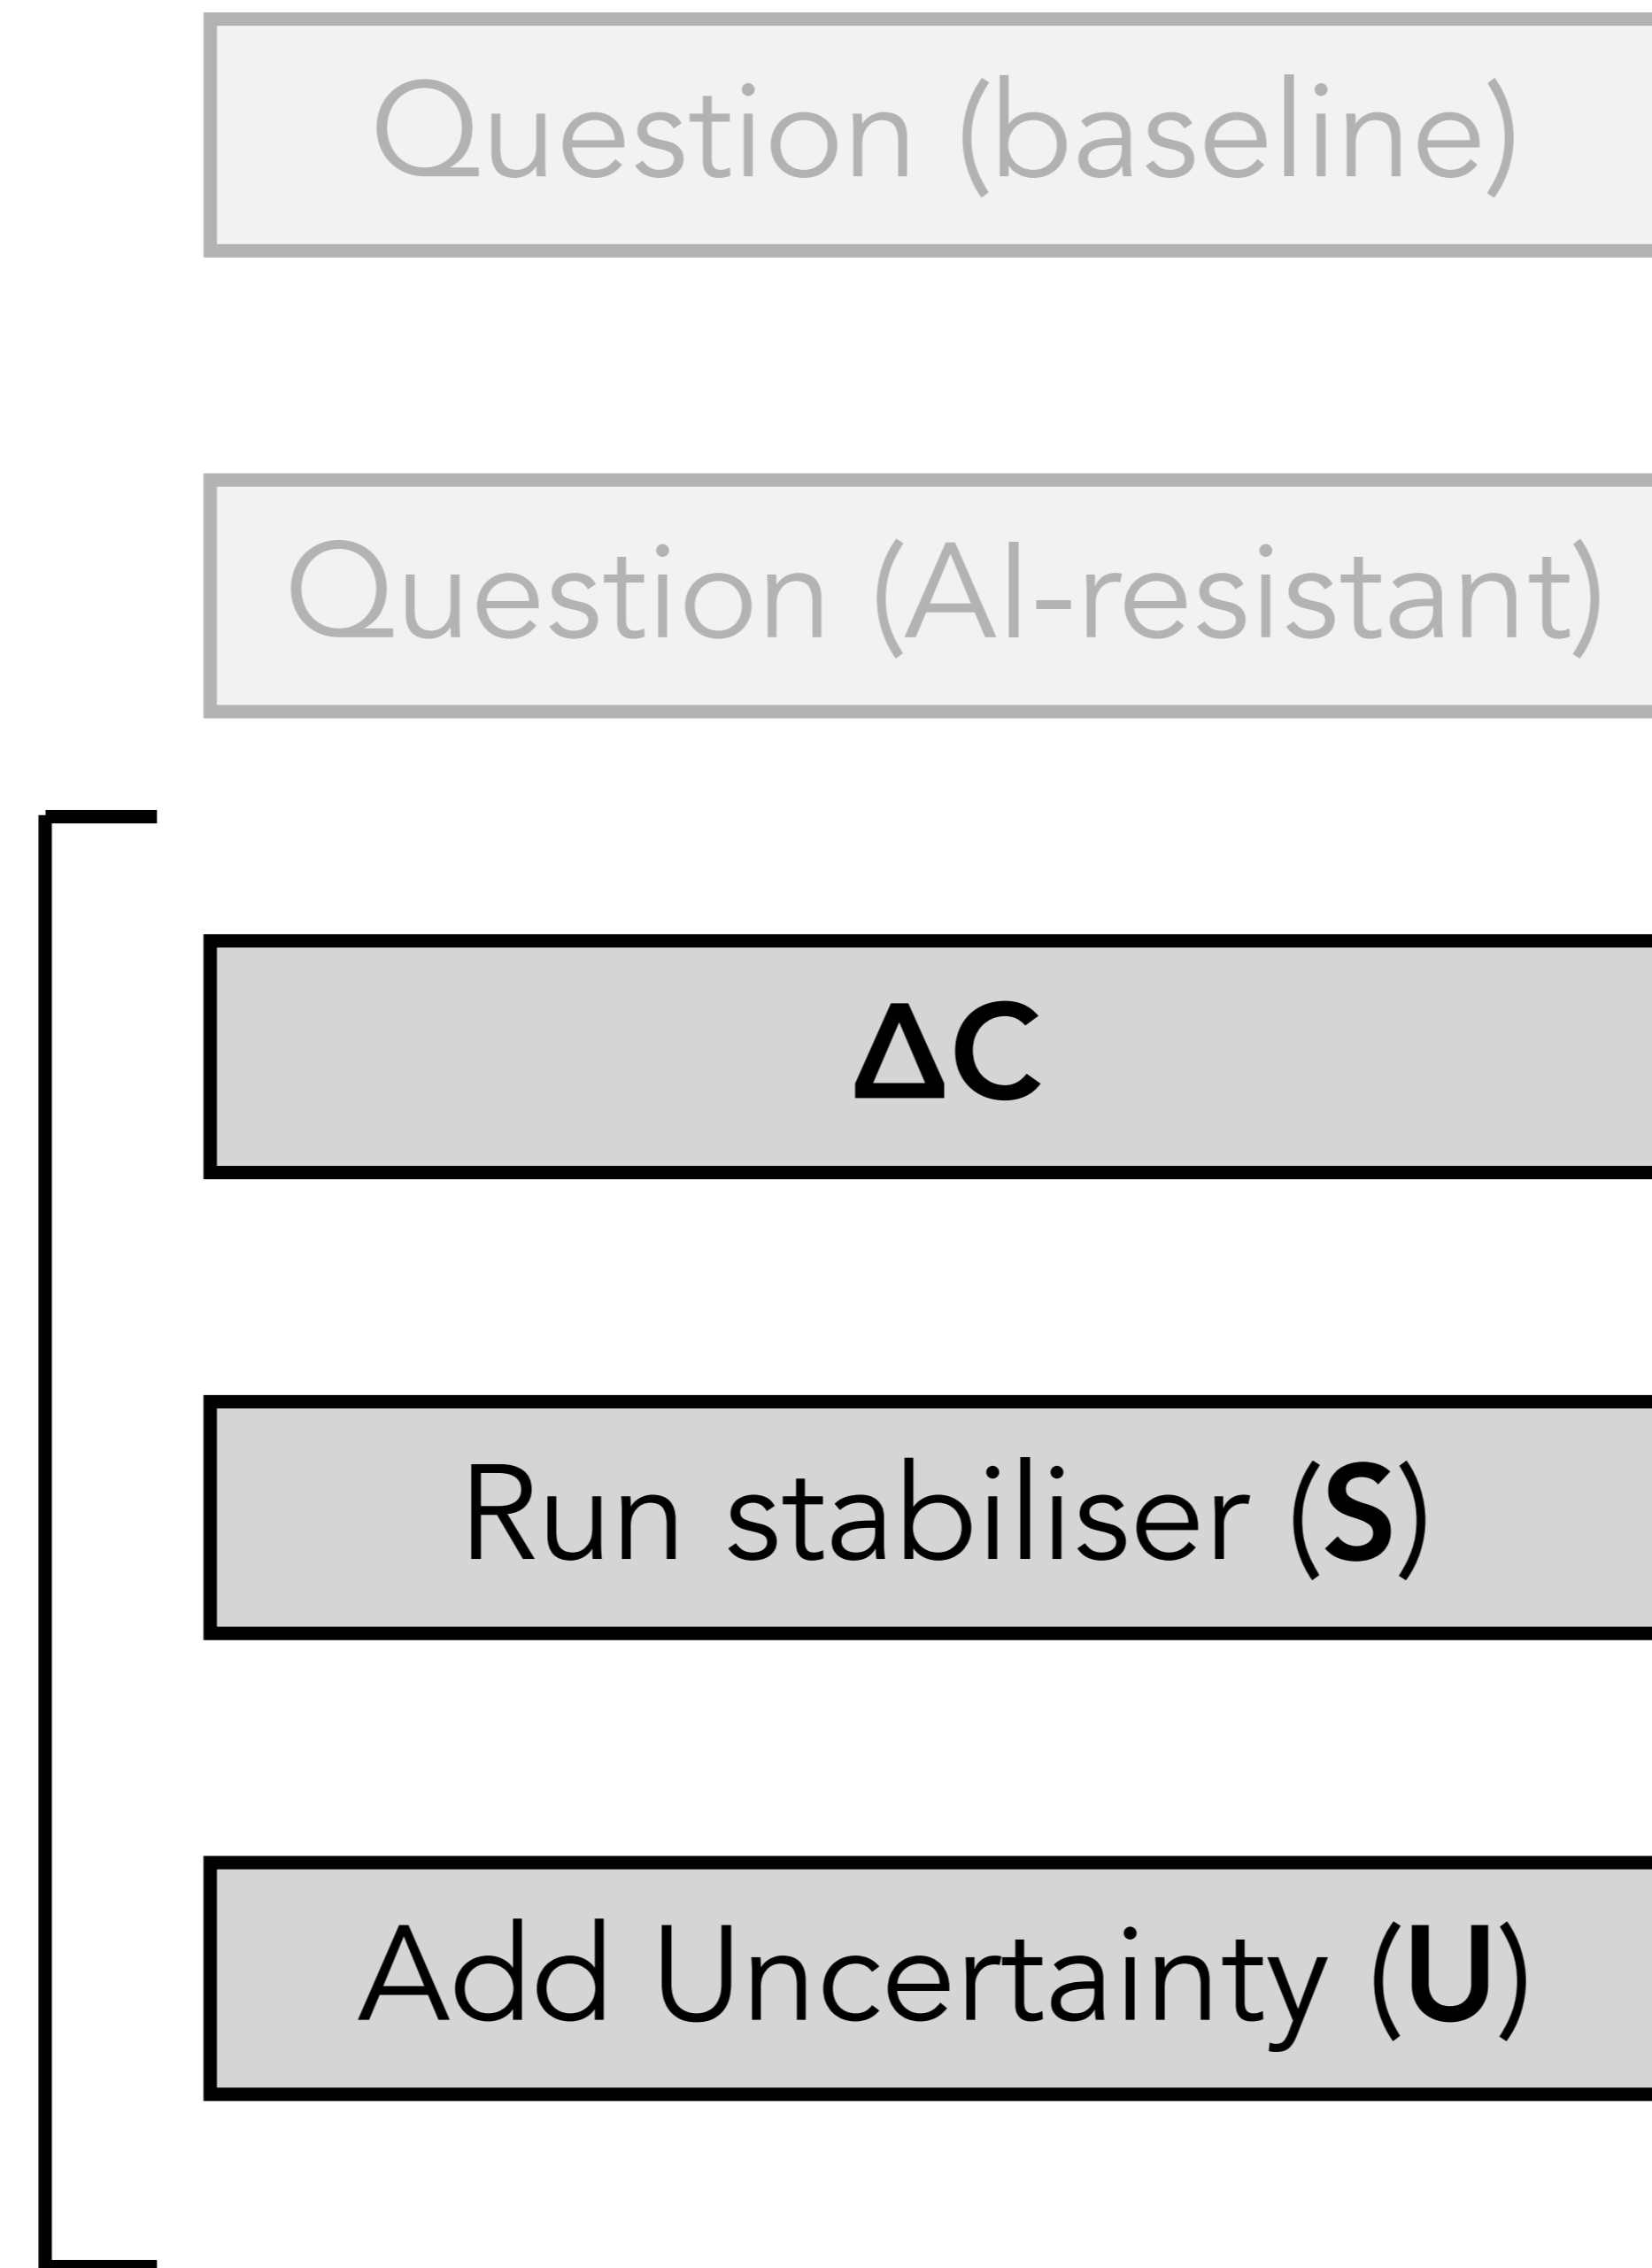 Question (baseline)
Question (AI-resistant)
ΔC
Run stabiliser (S)
Add Uncertainty (U)